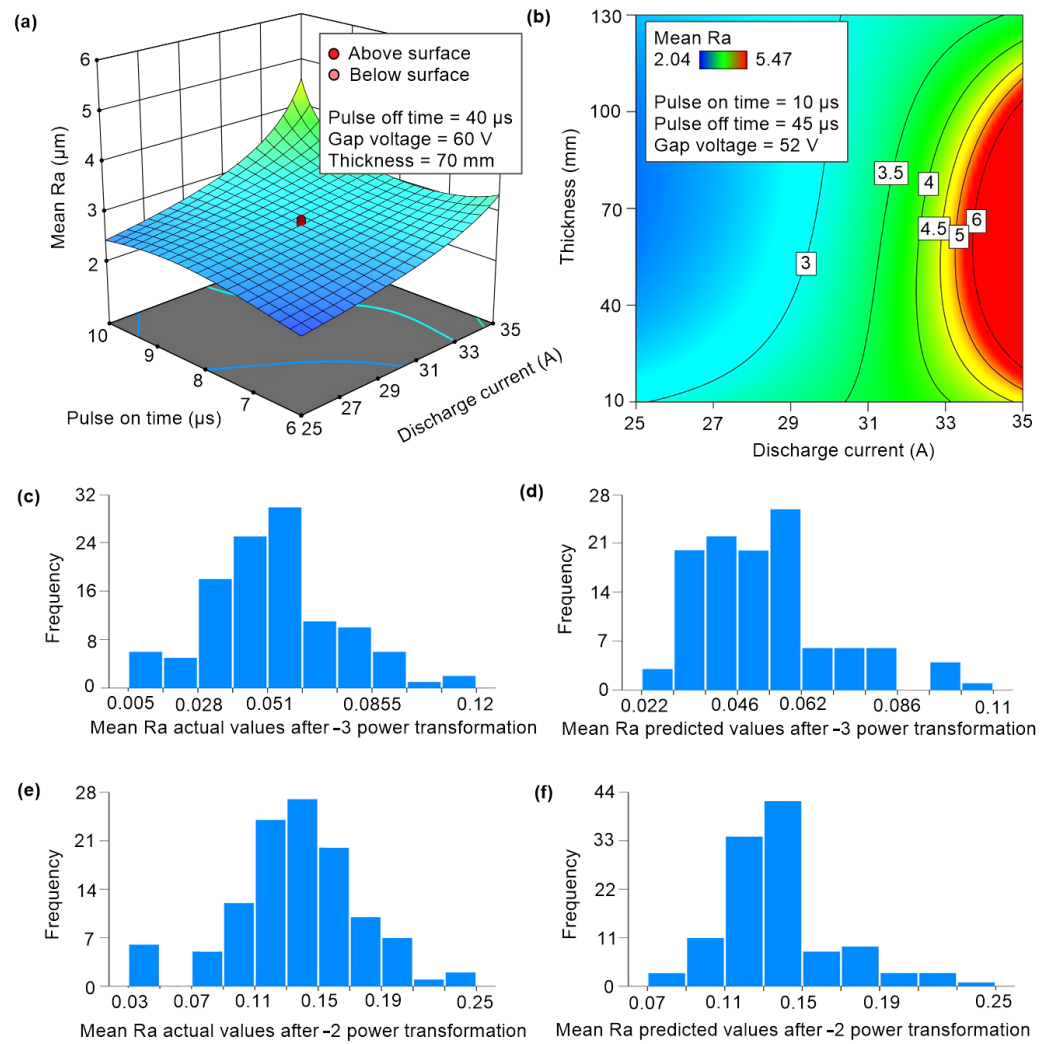 (a)
Above surface
Below surface
Pulse off time = 40 µs
Gap voltage = 60 V
Thickness = 70 mm
Mean Ra (µm)
6
5
4
3
2
10
9
8
7
6
25
27
29
31
33
35
Pulse on time (µs)
Discharge current (A)
(b)
Mean Ra
2.04
5.47
Pulse on time = 10 µs
Pulse off time = 45 µs
Gap voltage = 52 V
Thickness (mm)
130
100
70
40
10
3
3.5
4
4.5
5
6
25
27
29
31
33
35
Discharge current (A)
(c)
Frequency
32
24
16
8
0
0.005
0.028
0.051
0.0855
0.12
Mean Ra actual values after –3 power transformation
(d)
Frequency
28
21
14
7
0
0.022
0.046
0.062
0.086
0.11
Mean Ra predicted values after –3 power transformation
(e)
Frequency
28
21
14
7
0
0.03
0.07
0.11
0.15
0.19
0.25
Mean Ra actual values after –2 power transformation
(f)
Frequency
44
33
22
11
0
0.07
0.11
0.15
0.19
0.25
Mean Ra predicted values after –2 power transformation